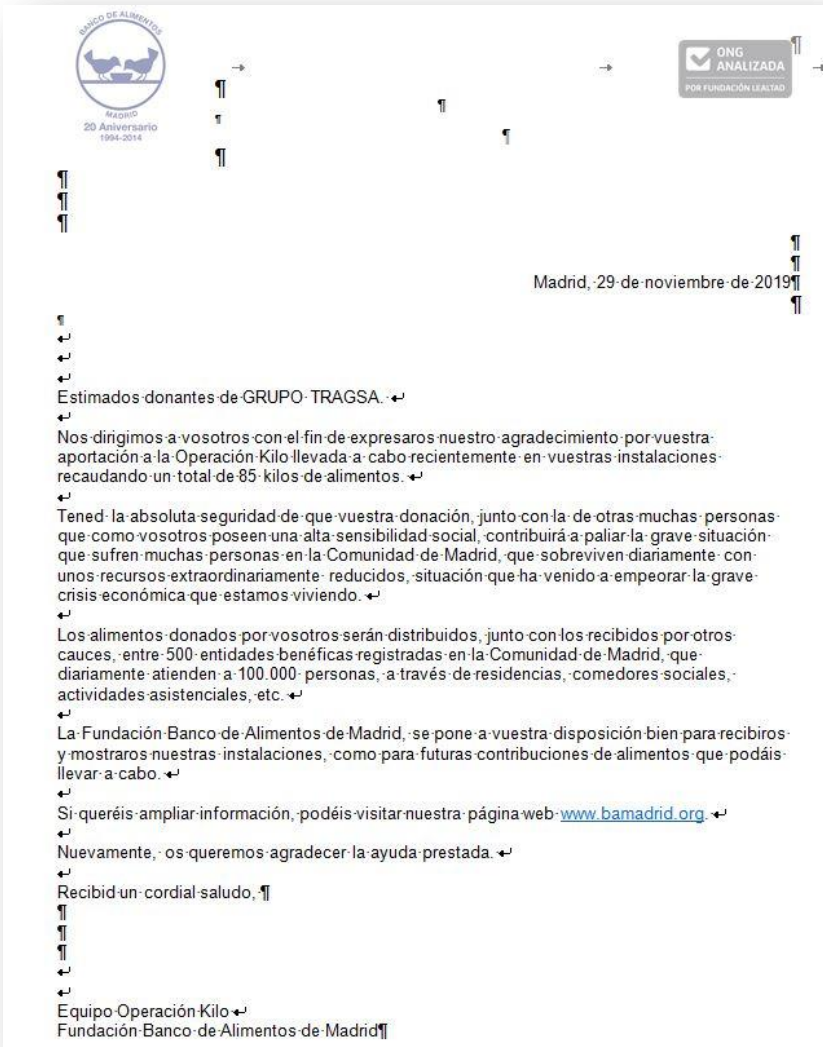 BANCO DE ALIMENTOS
MADRID
20 Aniversario
1994-2014
ONG
ANALIZADA
POR FUNDACIÓN LEALTAD
Madrid, 29 de noviembre de 2019
Estimados donantes de GRUPO TRAGSA.
Nos dirigimos a vosotros con el fin de expresaros nuestro agradecimiento por vuestra
aportación a la Operación Kilo llevada a cabo recientemente en vuestras instalaciones
recaudando un total de 85 kilos de alimentos.
Tened la absoluta seguridad de que vuestra donación, junto con la de otras muchas personas
que como vosotros poseen una alta sensibilidad social, contribuirá a paliar la grave situación
que sufren muchas personas en la Comunidad de Madrid, que sobreviven diariamente con
unos recursos extraordinariamente reducidos, situación que ha venido a empeorar la grave
crisis económica que estamos viviendo.
Los alimentos donados por vosotros serán distribuidos, junto con los recibidos por otros
cauces, entre 500 entidades benéficas registradas en la Comunidad de Madrid, que
diariamente atienden a 100.000 personas, a través de residencias, comedores sociales,
actividades asistenciales, etc.
La Fundación Banco de Alimentos de Madrid, se pone a vuestra disposición bien para recibiros
y mostraros nuestras instalaciones, como para futuras contribuciones de alimentos que podáis
llevar a cabo.
Si queréis ampliar información, podéis visitar nuestra página web www.bamadrid.org.
Nuevamente, os queremos agradecer la ayuda prestada.
Recibid un cordial saludo,
Equipo Operación Kilo
Fundación Banco de Alimentos de Madrid